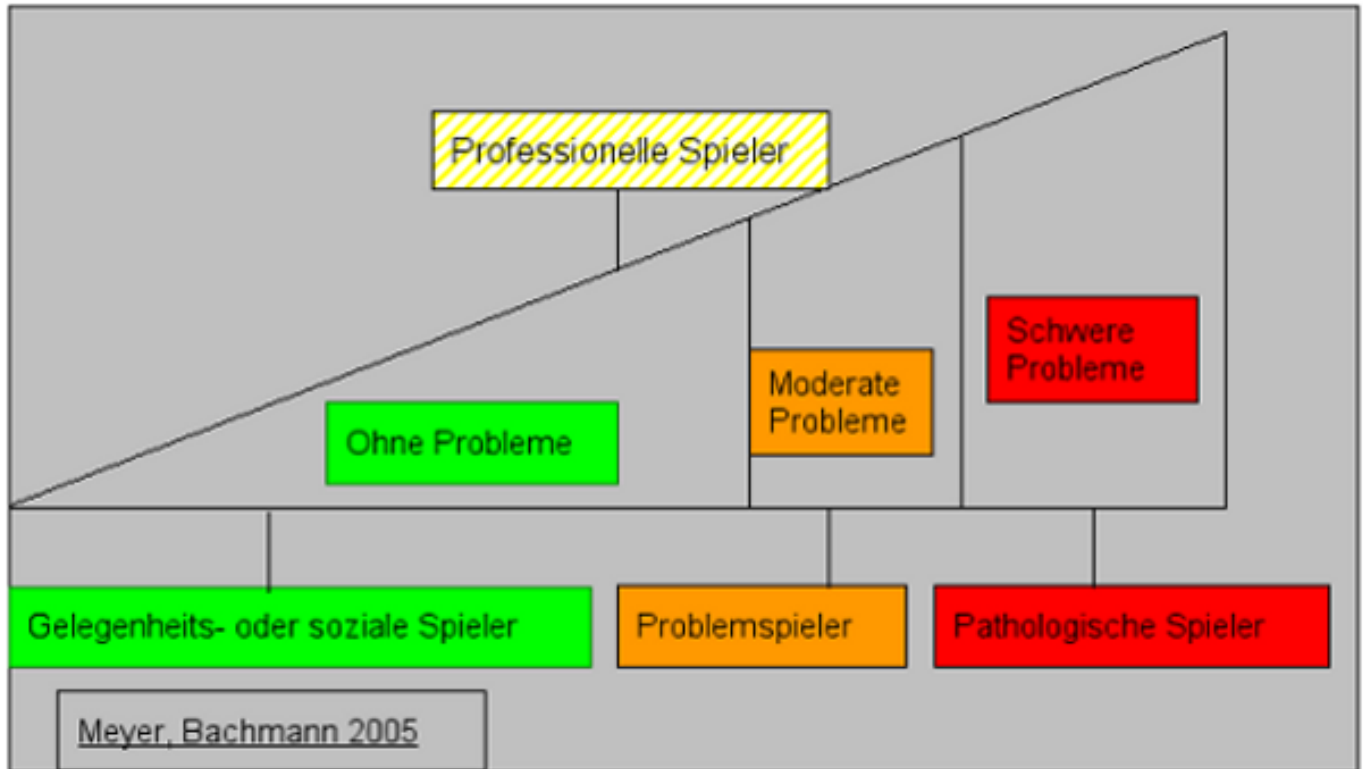 Professionelle Spieler
Schwere
Probleme
Moderate
Probleme
Ohne Probleme
Gelegenheits- oder soziale Spieler
Problemspieler
Pathologische Spieler
Meyer, Bachmann 2005